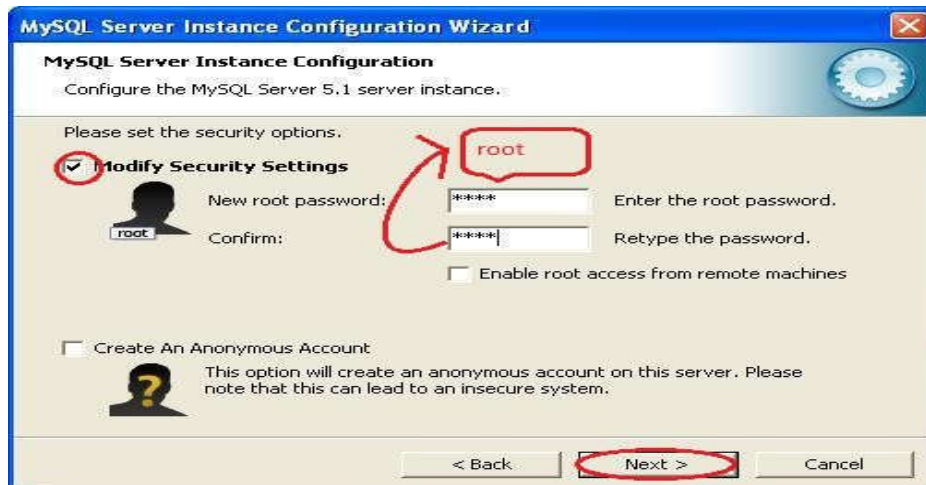 MySQL Server Instance Configuration Wizard
MySQL Server Instance Configuration
Configure the MySQL Server 5.1 server instance.
Please set the security options.
root
Modify Security Settings
root
New root password: **** Enter the root password.
Confirm: **** Retype the password.
Enable root access from remote machines
Create An Anonymous Account
?
This option will create an anonymous account on this server. Please
note that this can lead to an insecure system.
< Back Next > Cancel